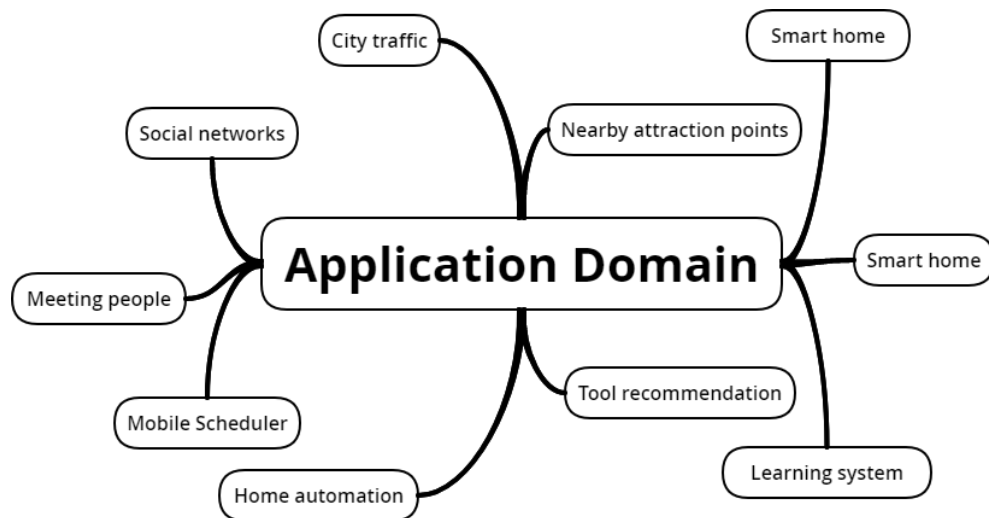 City traffic
Smart home
Social networks
Nearby attraction points
Application Domain
Smart home
Meeting people
Tool recommendation
Mobile Scheduler
Learning system
Home automation